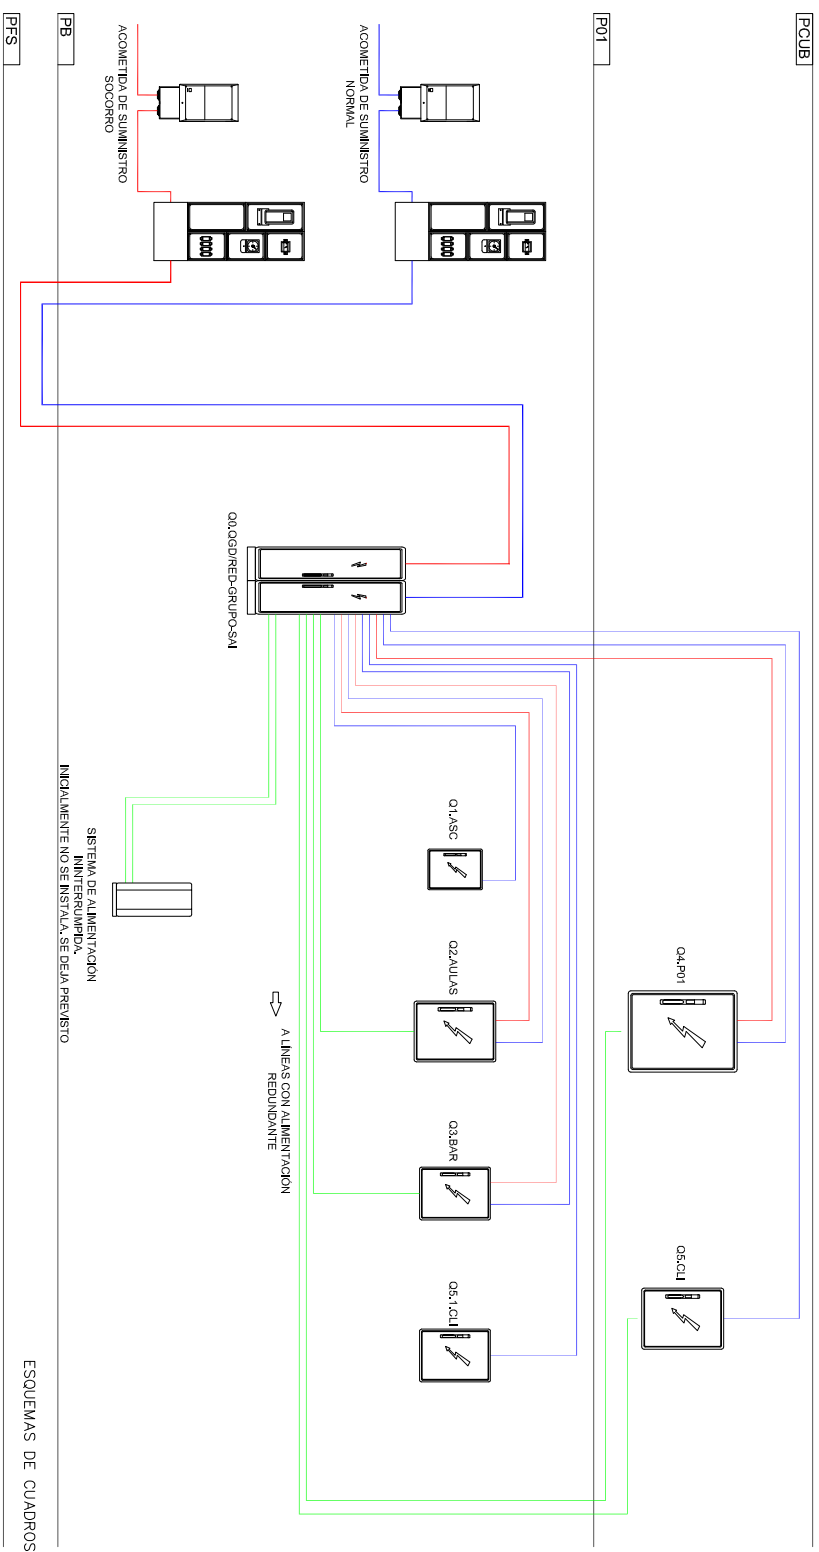 PCUB
P01
PB
PFS
ACOMETIDA DE SUMINISTRO
NORMAL
ACOMETIDA DE SUMINISTRO
SOCORRO
Q0.QGD/RED-GRUPO-SAI
Q4.P01
Q5.CLI
Q1.ASC
Q2.AULAS
Q3.BAR
Q5.1.CLI
A LÍNEAS CON ALIMENTACIÓN
REDUNDANTE
SISTEMA DE ALIMENTACIÓN
ININTERRUMPIDA.
INICIALMENTE NO SE INSTALA. SE DEJA PREVISTO
ESQUEMAS DE CUADROS